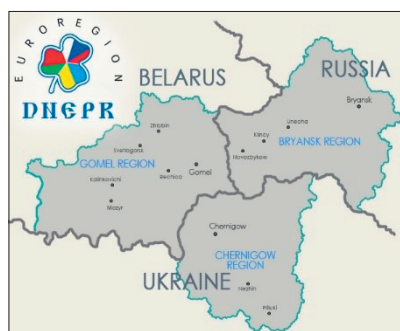 EUROREGION
DNEPR
BELARUS
RUSSIA
Bryansk
Zhlobin
Unecha
Klincy
BRYANSK REGION
Svetlogorsk
Novozybkov
GOMEL REGION
Gomel
Rechica
Kalinkovichi
Mozyr
Chernigow
CHERNIGOW
REGION
UKRAINE
Nezhin
Priluki